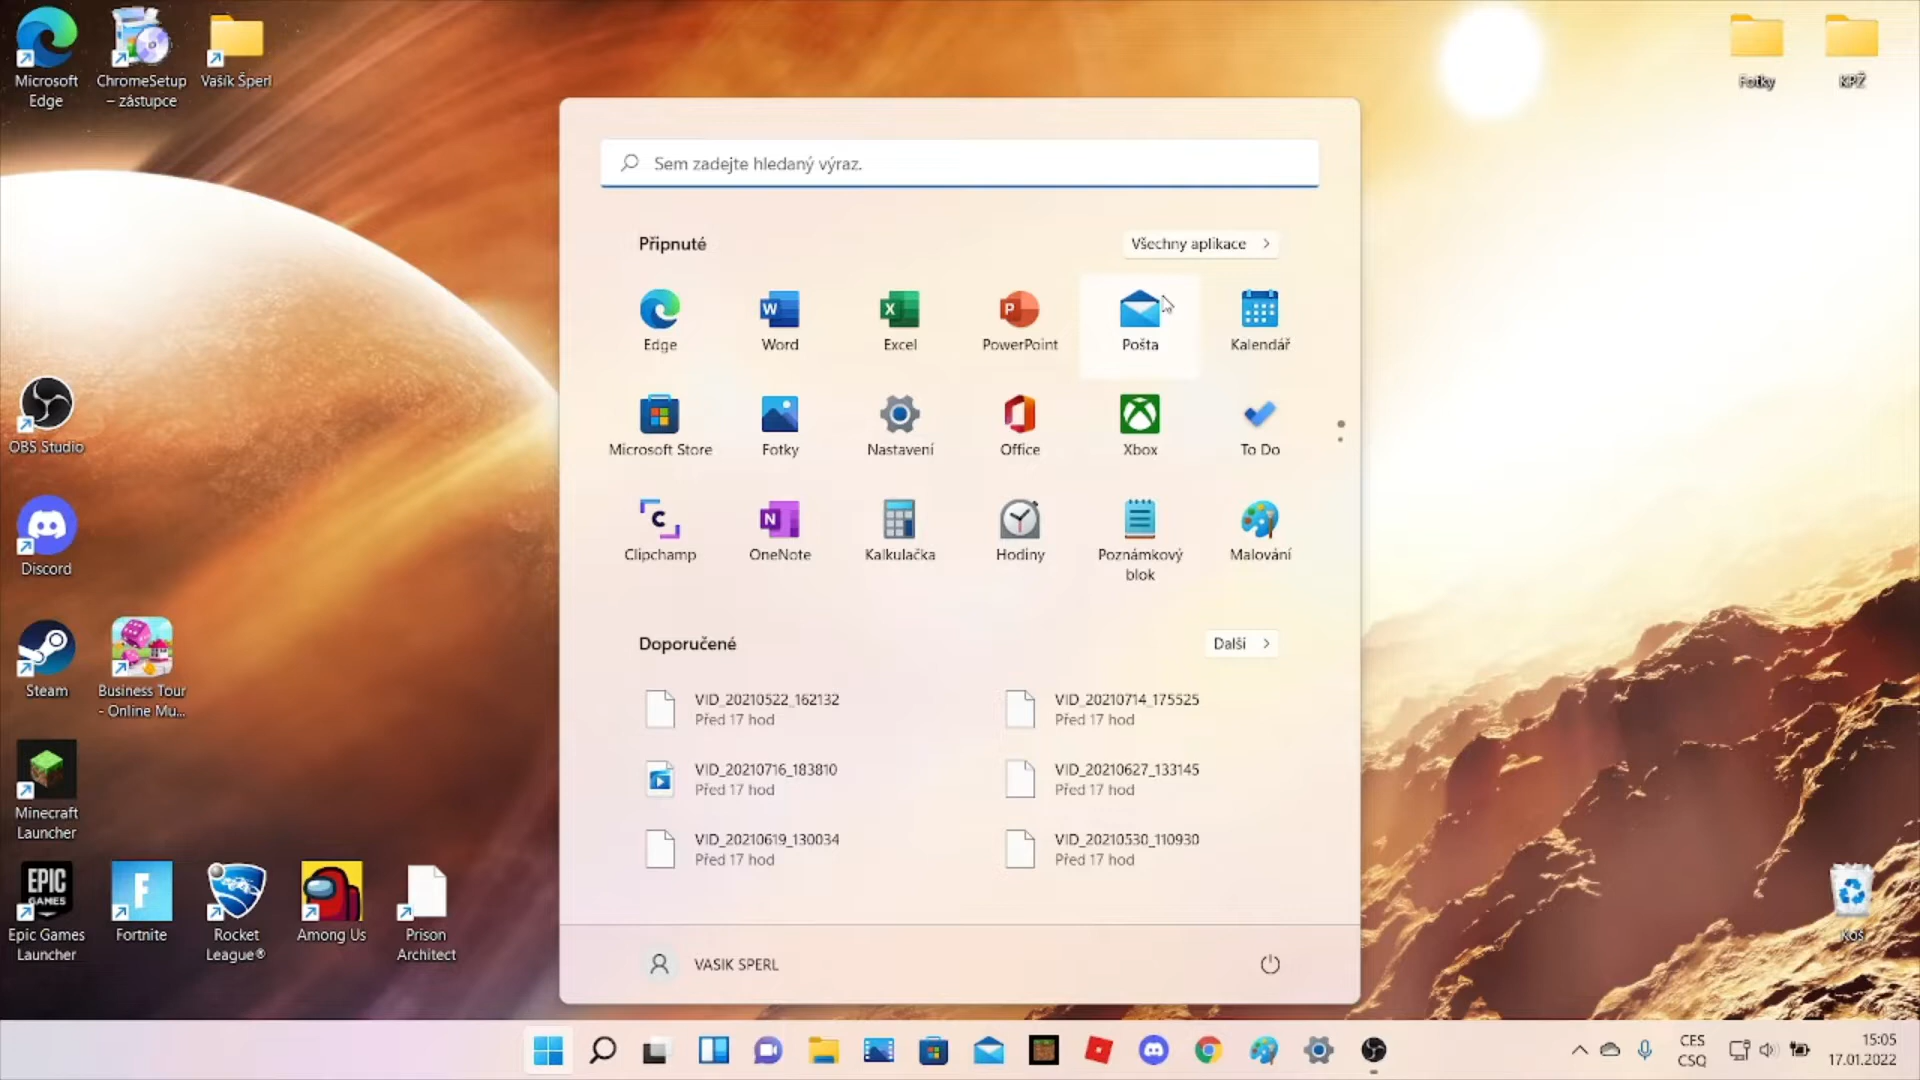 Microsoft
Edge
ChromeSetup
– zástupce
Vašík Šperl
Fotky
KPŽ
OBS Studio
Discord
Steam
Business Tour
- Online Mu...
Minecraft
Launcher
EPIC
GAMES
Epic Games
Launcher
Fortnite
Rocket
League®
Among Us
Prison
Architect
Koš
Sem zadejte hledaný výraz.
Připnuté
Všechny aplikace
Edge
Word
Excel
PowerPoint
Pošta
Kalendář
Microsoft Store
Fotky
Nastavení
Office
Xbox
To Do
Clipchamp
OneNote
Kalkulačka
Hodiny
Poznámkový
blok
Malování
Doporučené
Další
VID_20210522_162132
Před 17 hod
VID_20210714_175525
Před 17 hod
VID_20210716_183810
Před 17 hod
VID_20210627_133145
Před 17 hod
VID_20210619_130034
Před 17 hod
VID_20210530_110930
Před 17 hod
VASIK SPERL
CES
CSQ
15:05
17.01.2022